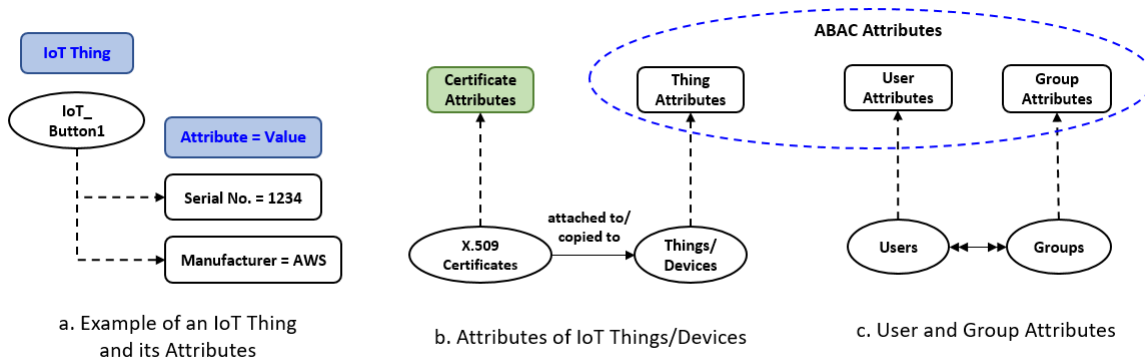 IoT Thing
IoT_
Button1
Attribute = Value
Serial No. = 1234
Manufacturer = AWS
a. Example of an IoT Thing
and its Attributes
Certificate
Attributes
Thing
Attributes
X.509
Certificates
attached to/
copied to
Things/
Devices
b. Attributes of IoT Things/Devices
ABAC Attributes
User
Attributes
Group
Attributes
Users
Groups
c. User and Group Attributes